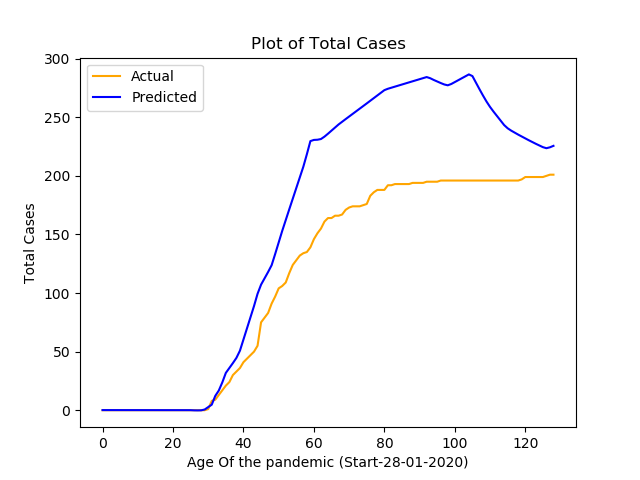 Plot of Total Cases
Actual
Predicted
300
250
200
150
100
50
0
Total Cases
0 20 40 60 80 100 120
Age Of the pandemic (Start-28-01-2020)